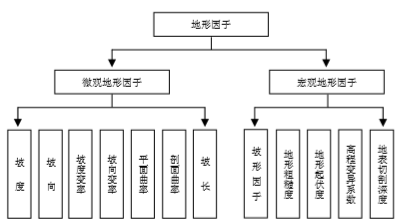 地形因子
微观地形因子
宏观地形因子
坡度
坡向
坡度变率
坡向变率
平面曲率
剖面曲率
坡长
坡形因子
地形粗糙度
地形起伏度
高程变异系数
地表切割深度